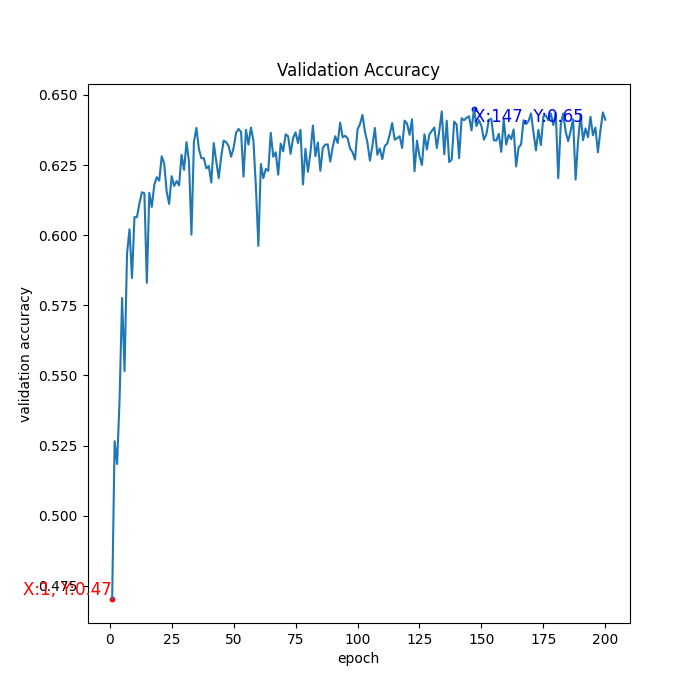 Validation Accuracy
0.650
X:147, Y:0.65
0.625
0.600
0.575
0.550
validation accuracy
0.525
0.500
0.475
X:1, Y:0.47
0 25 50 75 100 125 150 175 200
epoch